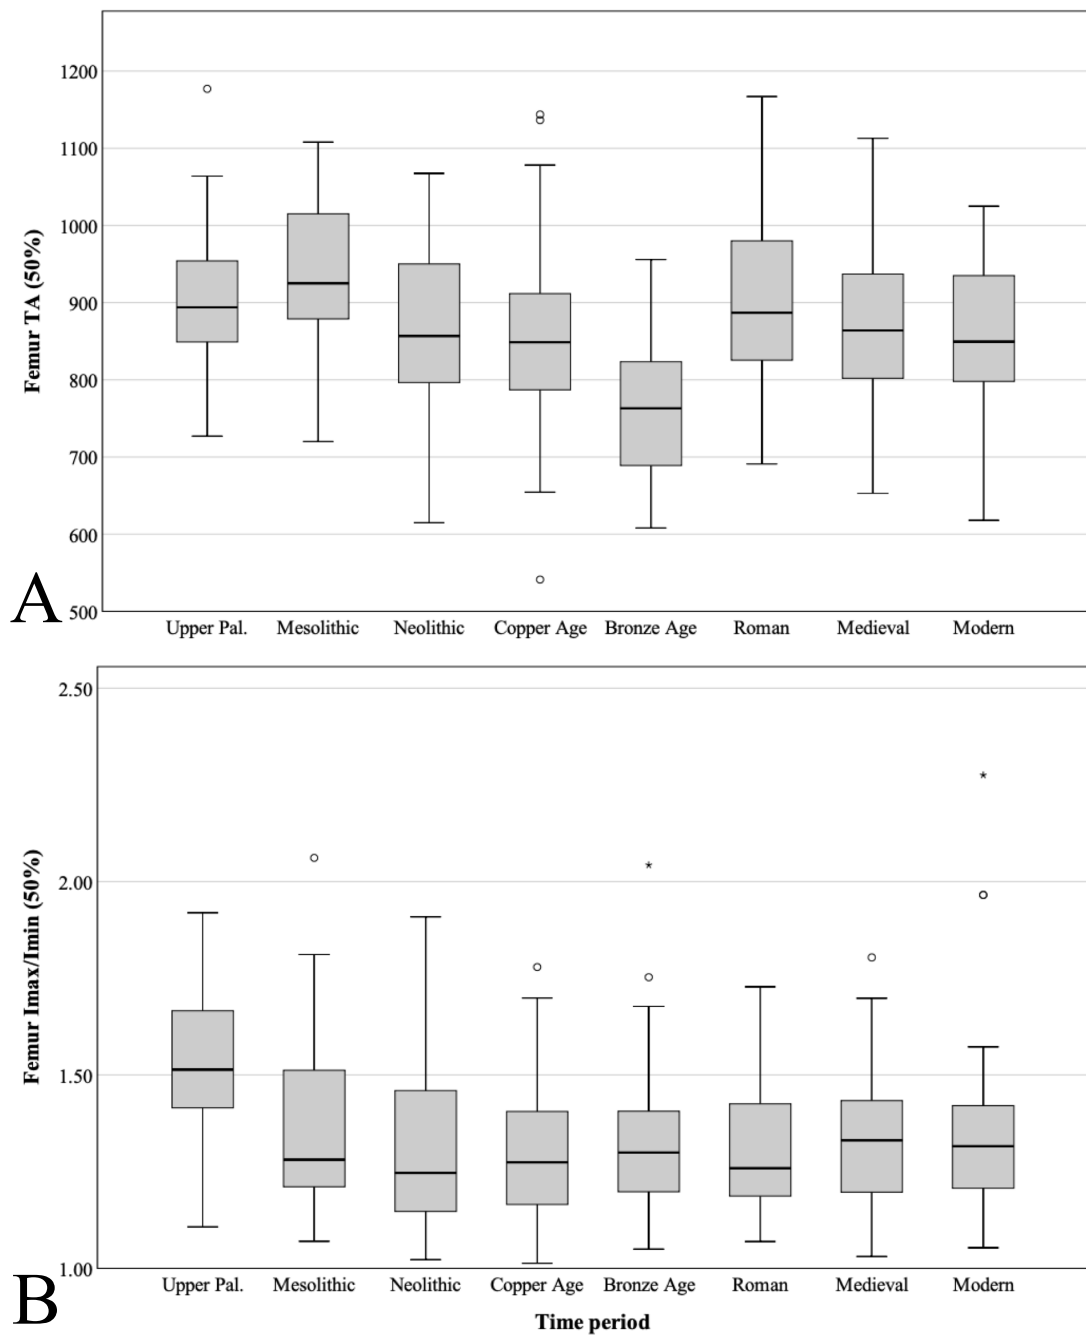 1200
1100
1000
900
800
700
600
500
Femur TA (50%)
A
Upper Pal. Mesolithic Neolithic Copper Age Bronze Age Roman Medieval Modern
2.50
2.00
1.50
1.00
Femur Imax/Imin (50%)
B
Upper Pal. Mesolithic Neolithic Copper Age Bronze Age Roman Medieval Modern
Time period